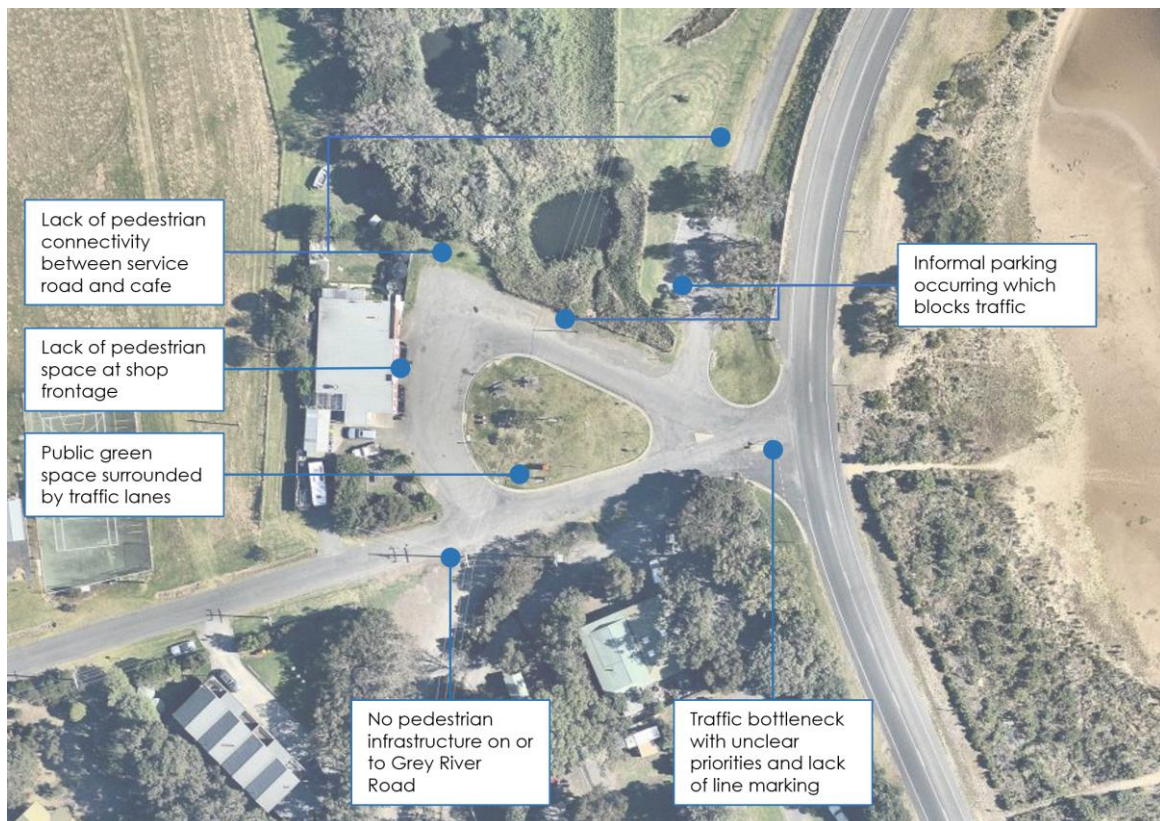 Lack of pedestrian
connectivity
between service
road and cafe
Informal parking
occurring which
blocks traffic
Lack of pedestrian
space at shop
frontage
Public green
space surrounded
by traffic lanes
No pedestrian
infrastructure on or
to Grey River
Road
Traffic bottleneck
with unclear
priorities and lack
of line marking